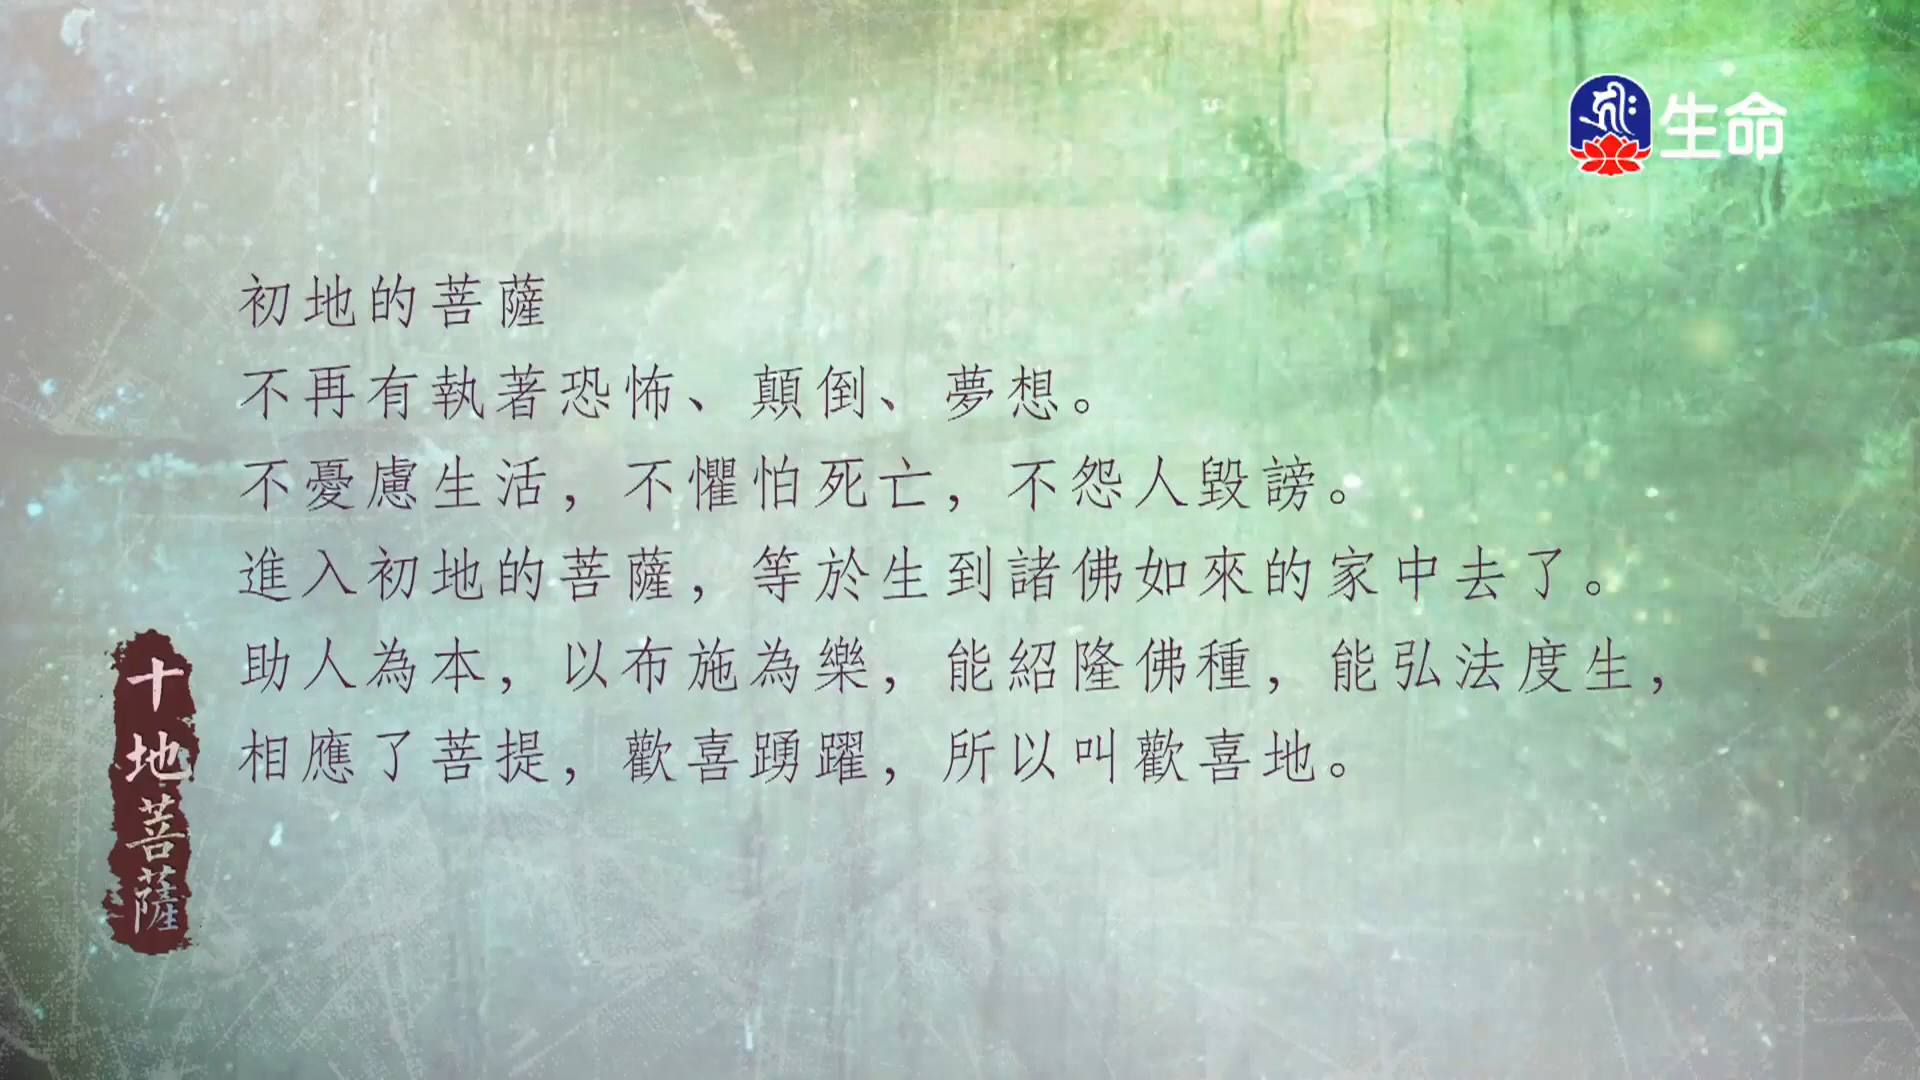 生命
初地的菩薩
不再有執著恐怖、顛倒、夢想。
不憂慮生活，不懼怕死亡，不怨人毀謗。
進入初地的菩薩，等於生到諸佛如來的家中去了。
助人為本，以布施為樂，能紹隆佛種，能弘法度生，
相應了菩提，歡喜踴躍，所以叫歡喜地。
十地菩薩